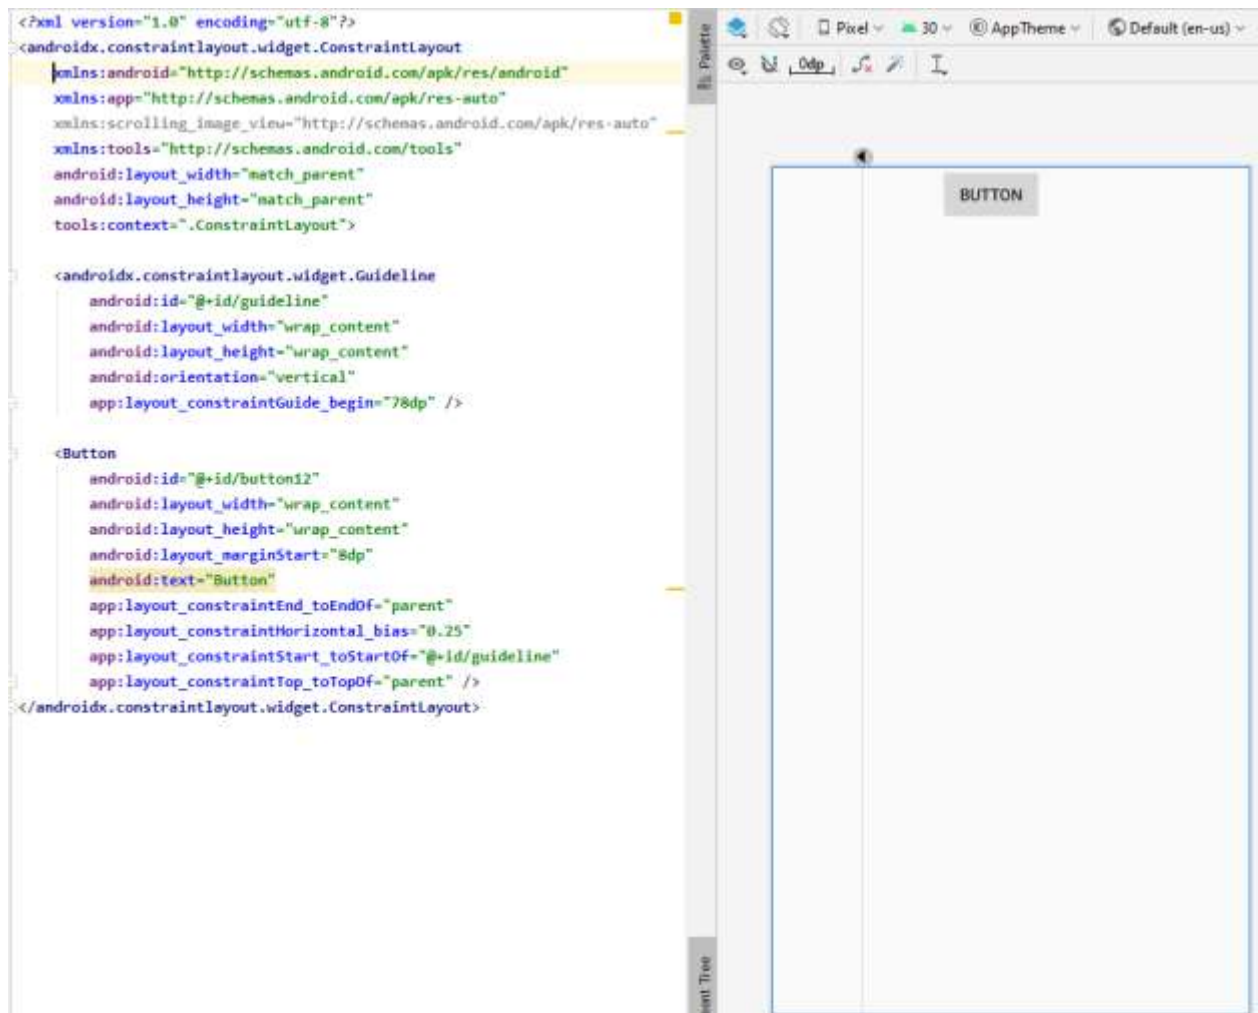 <?xml version="1.0" encoding="utf-8"?>
<androidx.constraintlayout.widget.ConstraintLayout
xmlns:android="http://schemas.android.com/apk/res/android"
xmlns:app="http://schemas.android.com/apk/res-auto"
xmlns:scrolling_image_view="http://schemas.android.com/apk/res-auto"
xmlns:tools="http://schemas.android.com/tools"
android:layout_width="match_parent"
android:layout_height="match_parent"
tools:context=".ConstraintLayout">
<androidx.constraintlayout.widget.Guideline
android:id="@+id/guideline"
android:layout_width="wrap_content"
android:layout_height="wrap_content"
android:orientation="vertical"
app:layout_constraintGuide_begin="78dp" />
<Button
android:id="@+id/button12"
android:layout_width="wrap_content"
android:layout_height="wrap_content"
android:layout_marginStart="8dp"
android:text="Button"
app:layout_constraintEnd_toEndOf="parent"
app:layout_constraintHorizontal_bias="0.25"
app:layout_constraintStart_toStartOf="@+id/guideline"
app:layout_constraintTop_toTopOf="parent" />
</androidx.constraintlayout.widget.ConstraintLayout>
Palette
ent Tree
Pixel 30 AppTheme Default (en-us)
0dp
BUTTON